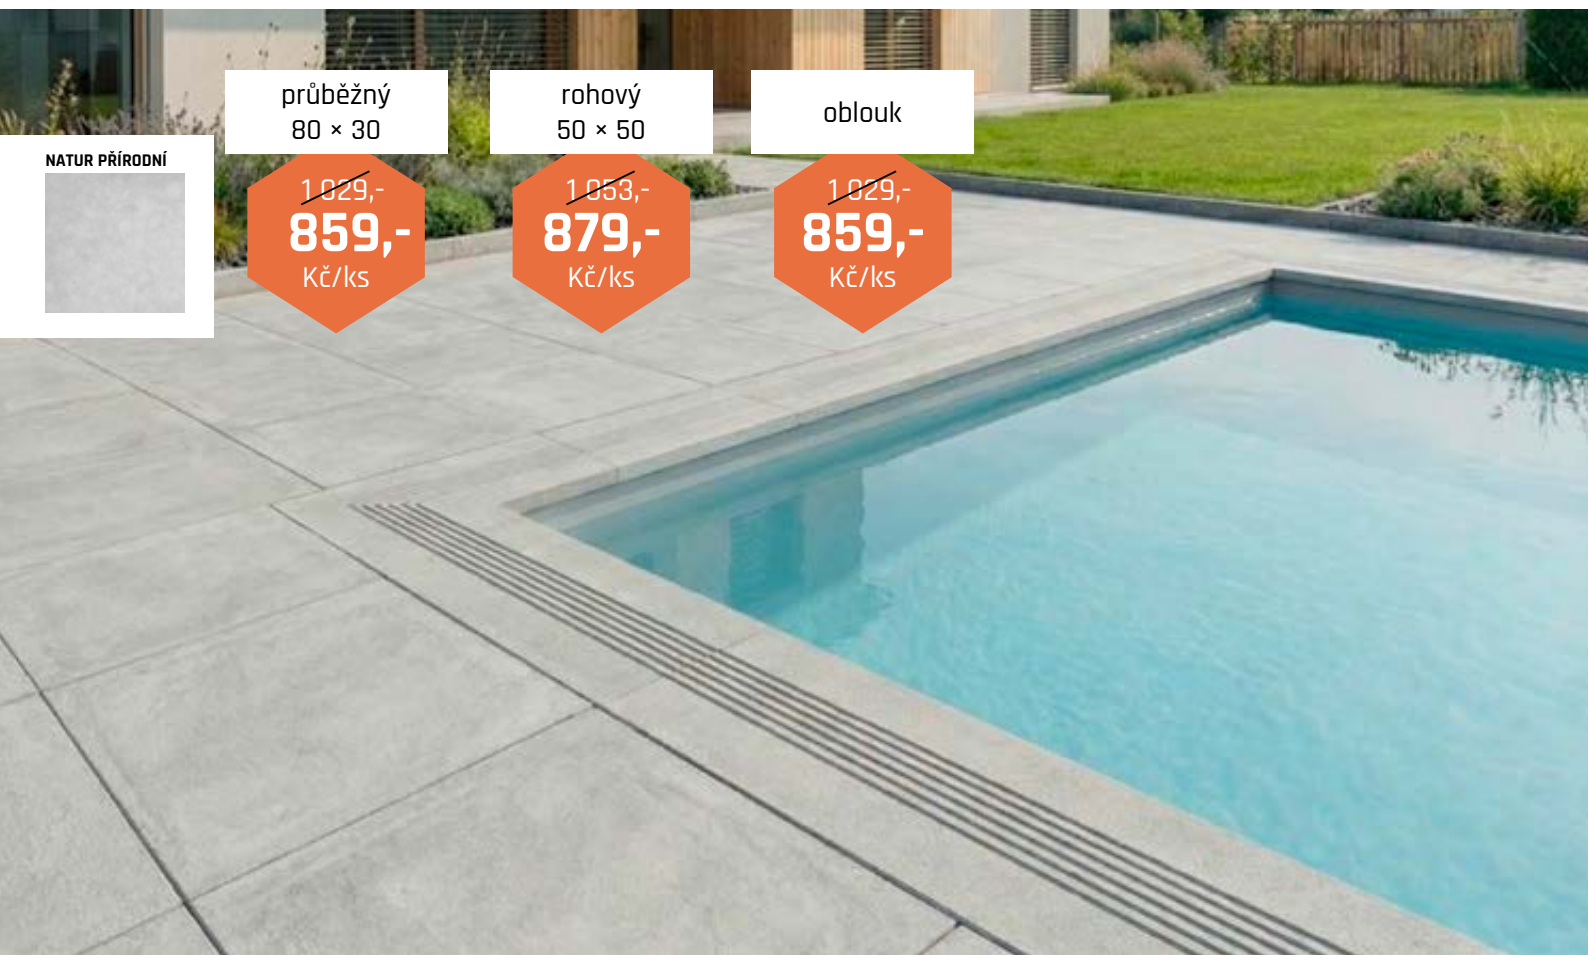 průběžný
80 × 30
rohový
50 × 50
oblouk
NATUR PŘÍRODNÍ
1 029,-
859,-
Kč/ks
1 053,-
879,-
Kč/ks
1 029,-
859,-
Kč/ks